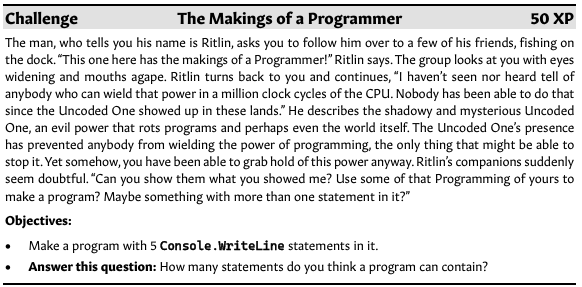 Challenge The Makings of a Programmer 50 XP
The man, who tells you his name is Ritlin, asks you to follow him over to a few of his friends, fishing on
the dock. “This one here has the makings of a Programmer!” Ritlin says. The group looks at you with eyes
widening and mouths agape. Ritlin turns back to you and continues, “I haven’t seen nor heard tell of
anybody who can wield that power in a million clock cycles of the CPU. Nobody has been able to do that
since the Uncoded One showed up in these lands.” He describes the shadowy and mysterious Uncoded
One, an evil power that rots programs and perhaps even the world itself. The Uncoded One’s presence
has prevented anybody from wielding the power of programming, the only thing that might be able to
stop it. Yet somehow, you have been able to grab hold of this power anyway. Ritlin’s companions suddenly
seem doubtful. “Can you show them what you showed me? Use some of that Programming of yours to
make a program? Maybe something with more than one statement in it?”
Objectives:
• Make a program with 5 Console.WriteLine statements in it.
• Answer this question: How many statements do you think a program can contain?